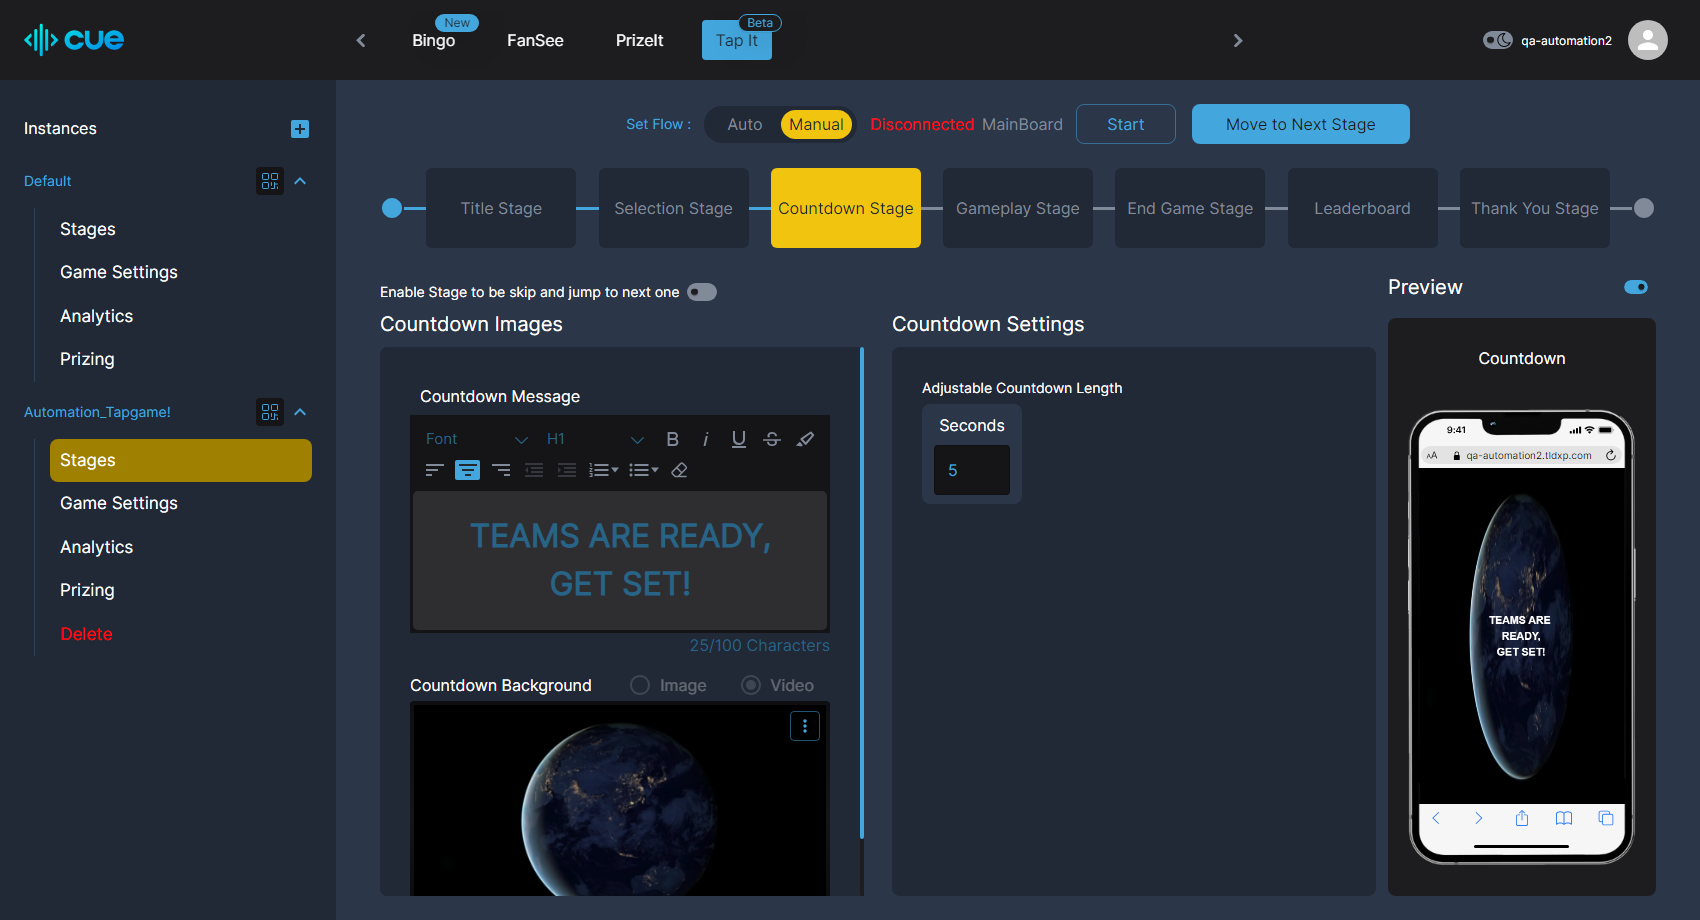 cue
New
Bingo
FanSee
PrizeIt
Beta
Tap It
qa-automation2
Instances
Default
Stages
Game Settings
Analytics
Prizing
Automation_Tapgame!
Stages
Game Settings
Analytics
Prizing
Delete
Set Flow :
Auto
Manual
Disconnected MainBoard
Start
Move to Next Stage
Title Stage
Selection Stage
Countdown Stage
Gameplay Stage
End Game Stage
Leaderboard
Thank You Stage
Enable Stage to be skip and jump to next one
Countdown Images
Countdown Message
Font
H1
B
i
U
S
TEAMS ARE READY,
GET SET!
25/100 Characters
Countdown Background
Image
Video
Countdown Settings
Adjustable Countdown Length
Seconds
5
Preview
Countdown
9:41
AA
qa-automation2.tldxp.com
TEAMS ARE
READY,
GET SET!